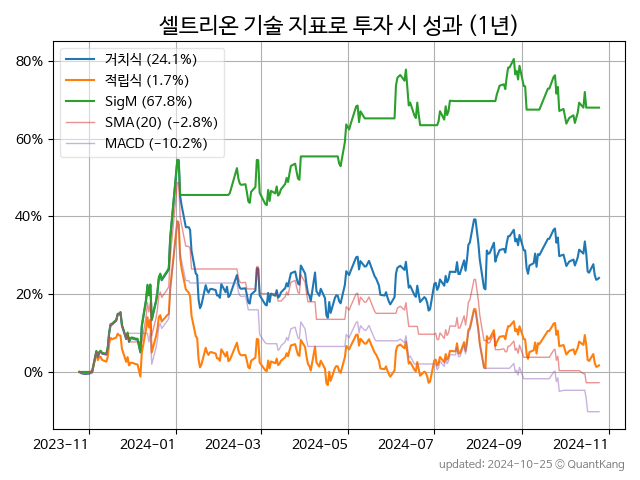 셀트리온 기술 지표로 투자 시 성과 (1년)
80%
60%
40%
20%
0%
거치식 (24.1%)
적립식 (1.7%)
SigM (67.8%)
SMA(20) (−2.8%)
MACD (−10.2%)
2023-11
2024-01
2024-03
2024-05
2024-07
2024-09
2024-11
updated: 2024-10-25 © QuantKang